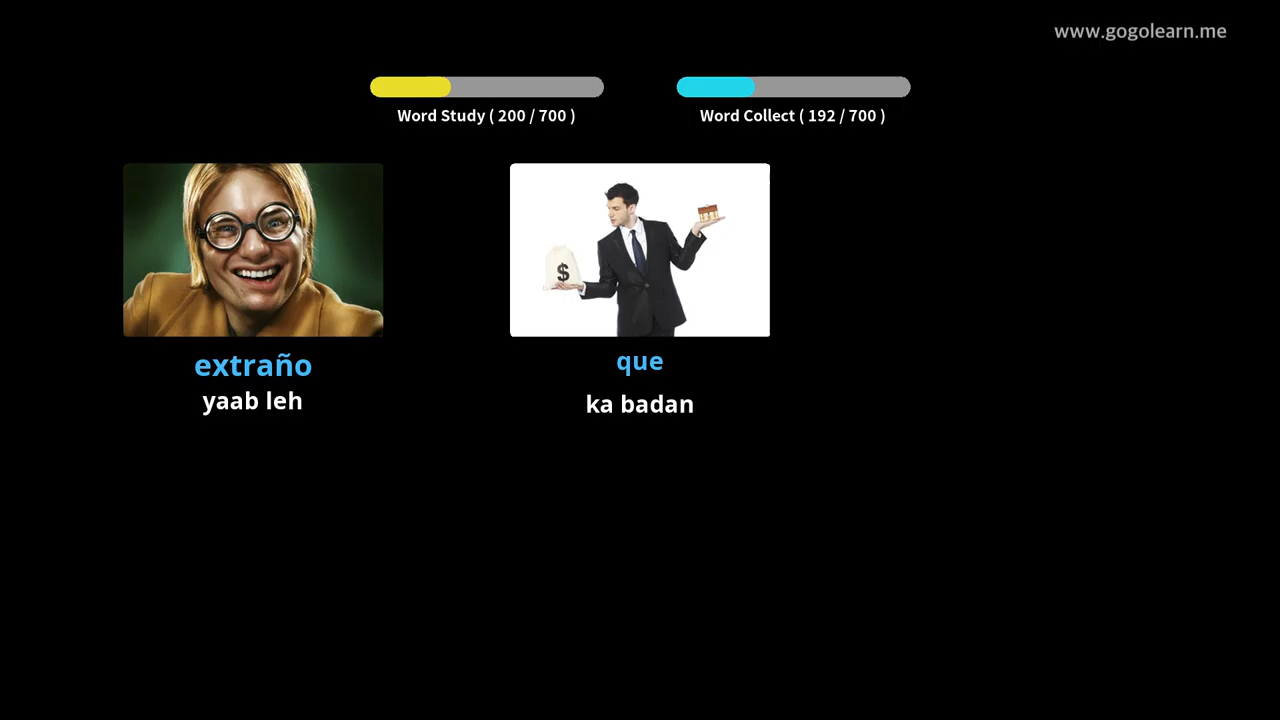 www.gogolearn.me
Word Study ( 200 / 700 )
Word Collect ( 192 / 700 )
$
extraño
yaab leh
que
ka badan